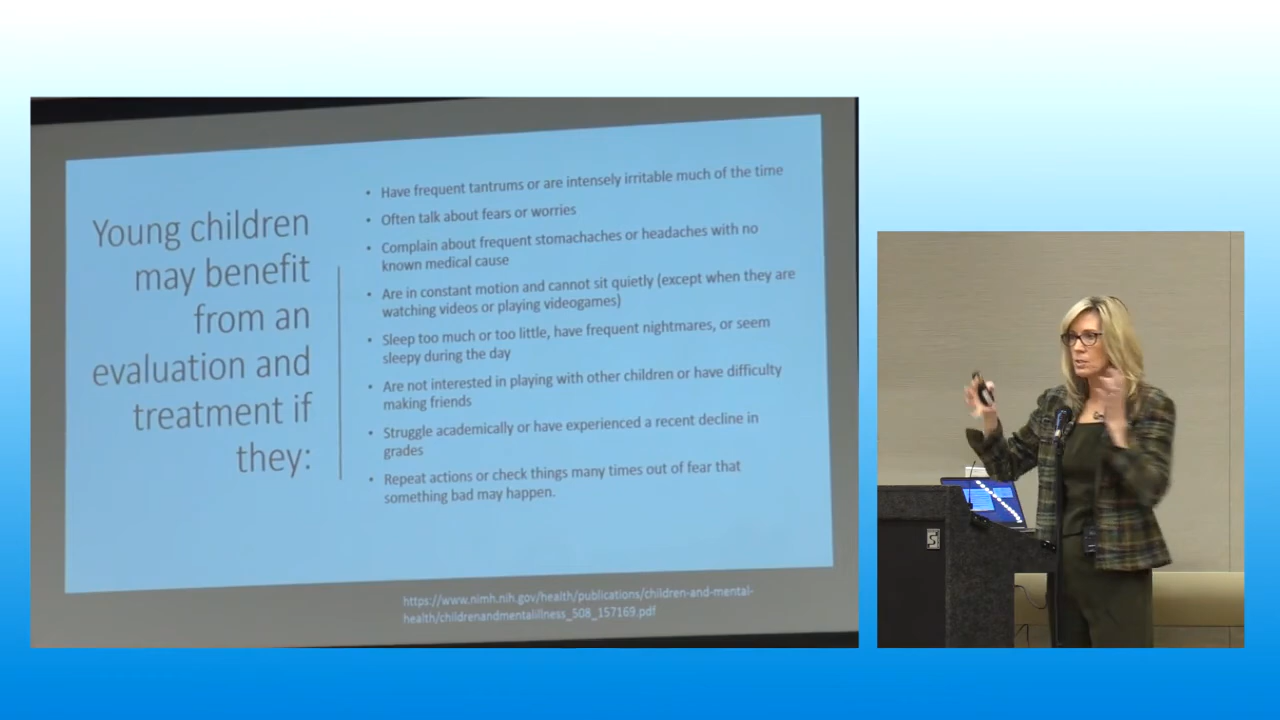 Young children
may benefit
from an
evaluation and
treatment if
they:
• Have frequent tantrums or are intensely irritable much of the time
• Often talk about fears or worries
• Complain about frequent stomachaches or headaches with no
known medical cause
• Are in constant motion and cannot sit quietly (except when they are
watching videos or playing videogames)
• Sleep too much or too little, have frequent nightmares, or seem
sleepy during the day
• Are not interested in playing with other children or have difficulty
making friends
• Struggle academically or have experienced a recent decline in
grades
• Repeat actions or check things many times out of fear that
something bad may happen.
https://www.nimh.nih.gov/health/publications/children-and-mental-
health/childrenandmentalillness_508_157169.pdf